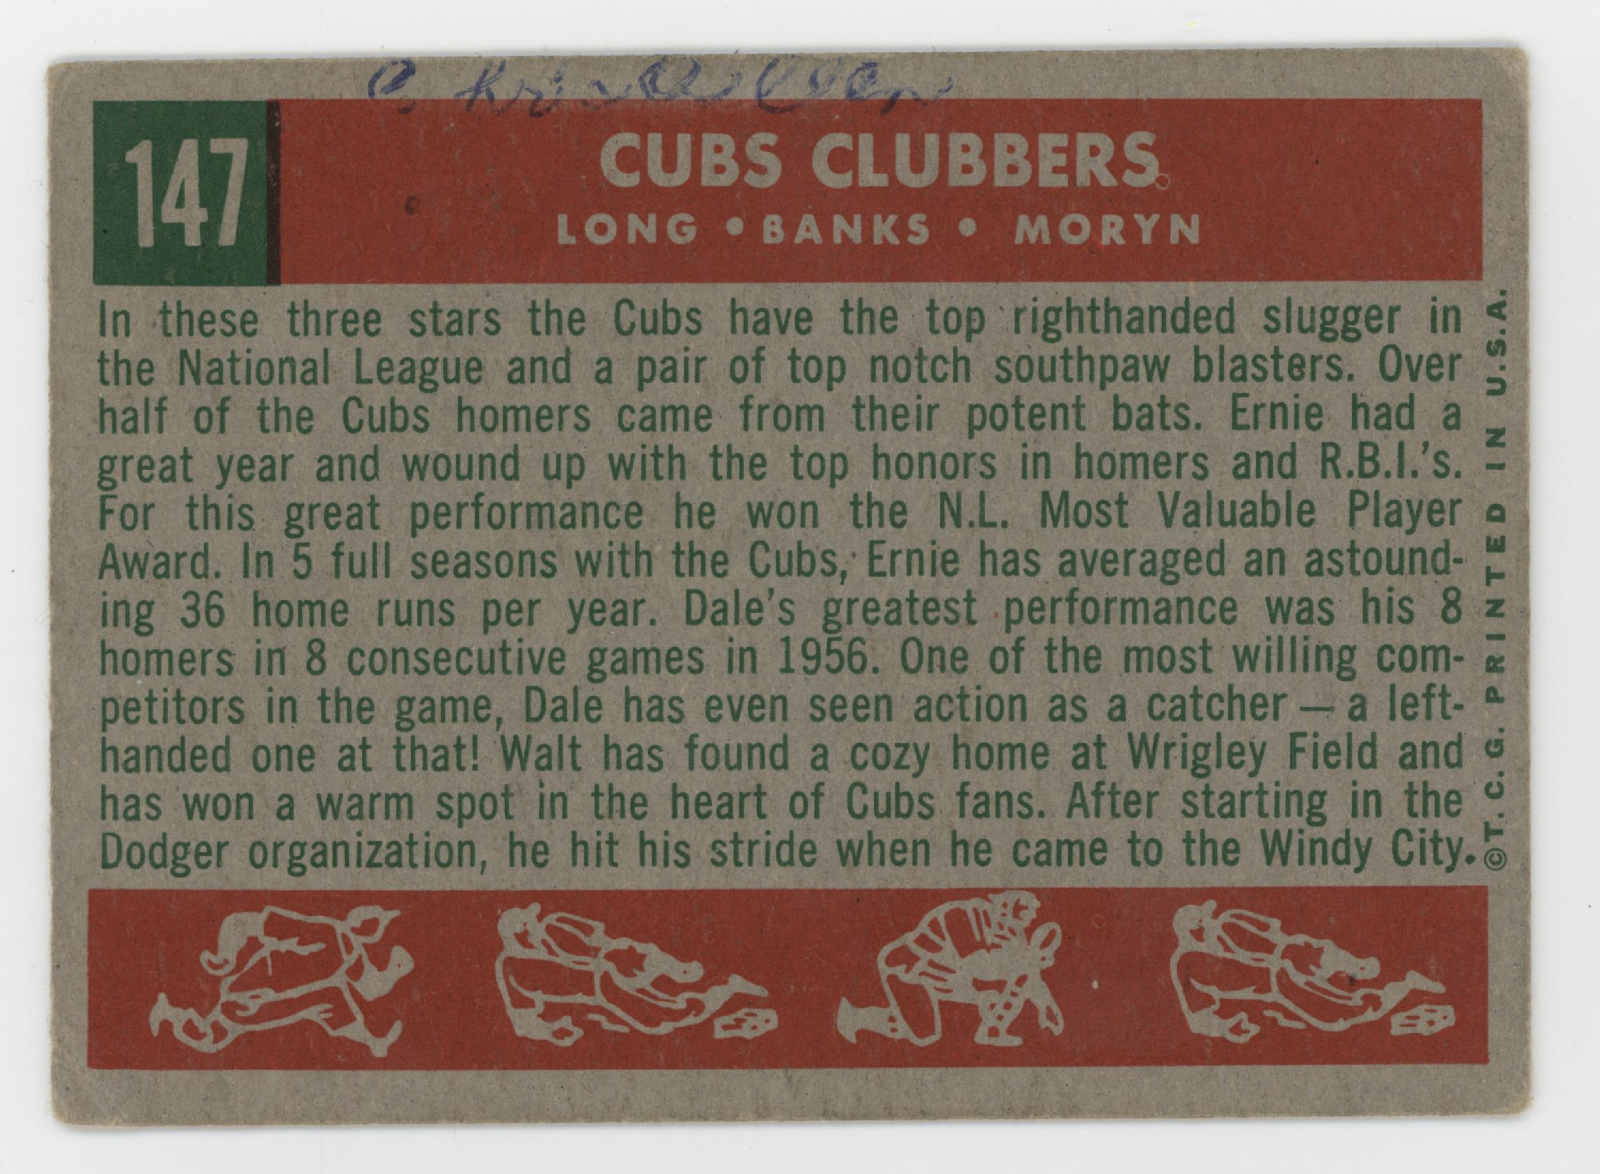 147
CUBS CLUBBERS
LONG • BANKS • MORYN
In these three stars the Cubs have the top righthanded slugger in
the National League and a pair of top notch southpaw blasters. Over
half of the Cubs homers came from their potent bats. Ernie had a
great year and wound up with the top honors in homers and R.B.I.'s.
For this great performance he won the N.L. Most Valuable Player
Award. In 5 full seasons with the Cubs, Ernie has averaged an astound-
ing 36 home runs per year. Dale's greatest performance was his 8
homers in 8 consecutive games in 1956. One of the most willing com-
petitors in the game, Dale has even seen action as a catcher — a left-
handed one at that! Walt has found a cozy home at Wrigley Field and
has won a warm spot in the heart of Cubs fans. After starting in the
Dodger organization, he hit his stride when he came to the Windy City.
©T. C. G. PRINTED IN U.S.A.